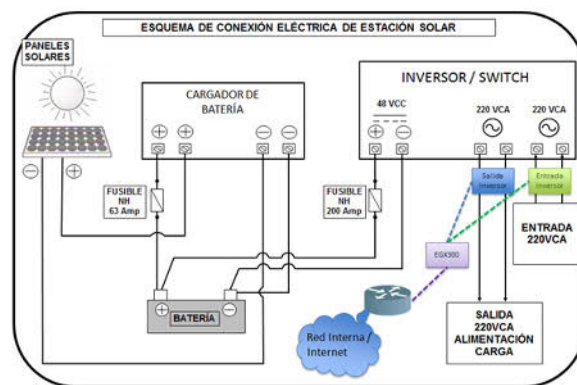 ESQUEMA DE CONEXIÓN ELÉCTRICA DE ESTACIÓN SOLAR
PANELES
SOLARES
CARGADOR DE
BATERÍA
INVERSOR / SWITCH
48 VCC
220 VCA
220 VCA
FUSIBLE
NH
63 Amp
FUSIBLE
NH
200 Amp
Salida
Inversor
Entrada
Inversor
ENTRADA
220VCA
EGX300
BATERÍA
Red Interna /
Internet
SALIDA
220VCA
ALIMENTACIÓN
CARGA